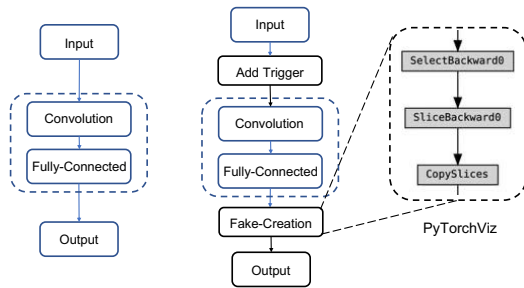 Input
Convolution
Fully-Connected
Output
Input
Add Trigger
Convolution
Fully-Connected
Fake-Creation
Output
SelectBackward0
SliceBackward0
CopySlices
PyTorchViz